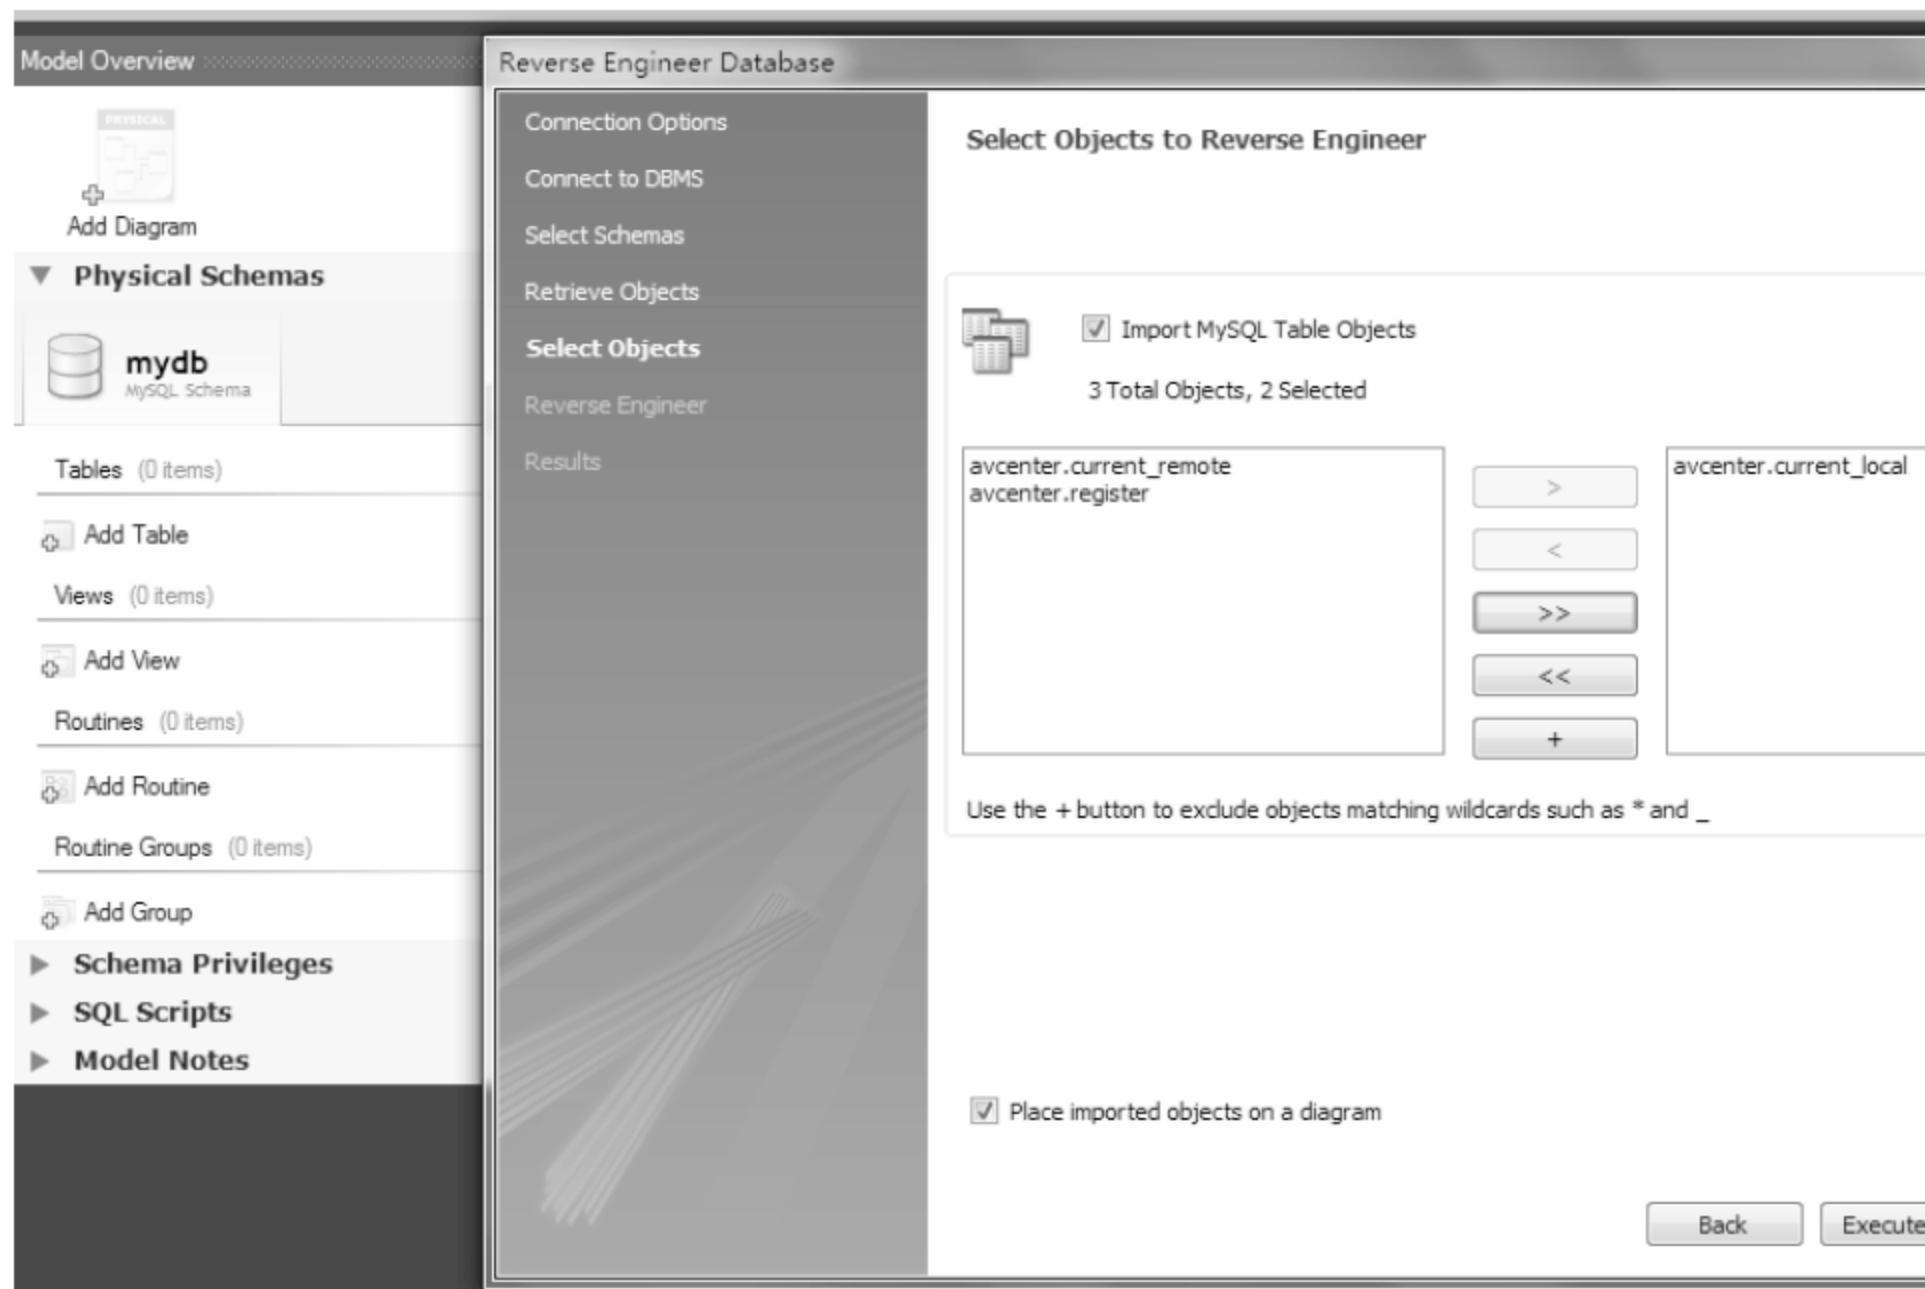 Model Overview
PHYSICAL
Add Diagram
Physical Schemas
mydb
MySQL Schema
Tables (0 items)
Add Table
Views (0 items)
Add View
Routines (0 items)
Add Routine
Routine Groups (0 items)
Add Group
Schema Privileges
SQL Scripts
Model Notes
Reverse Engineer Database
Connection Options
Connect to DBMS
Select Schemas
Retrieve Objects
Select Objects
Reverse Engineer
Results
Select Objects to Reverse Engineer
Import MySQL Table Objects
3 Total Objects, 2 Selected
avcenter.current_remote
avcenter.register
>
<
>>
<<
+
avcenter.current_local
Use the + button to exclude objects matching wildcards such as * and _
Place imported objects on a diagram
Back
Execute